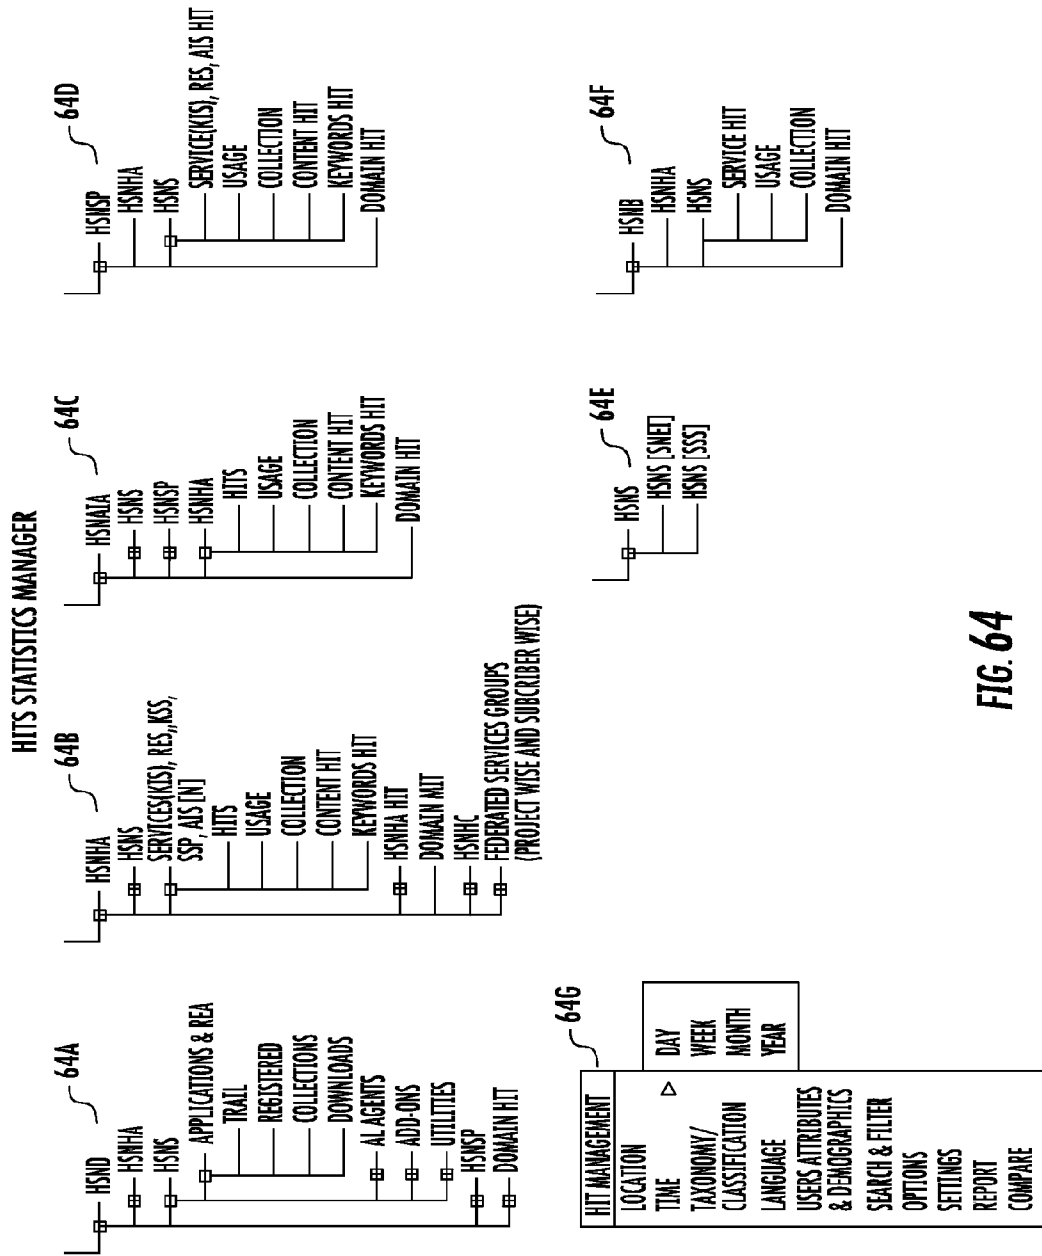 HITS STATISTICS MANAGER
64A
HSND
HSNHA
HSNS
APPLICATIONS & REA
TRAIL
REGISTERED
COLLECTIONS
DOWNLOADS
AL AGENTS
ADD-ONS
UTILITIES
HSNSP
DOMAIN HIT
64B
HSNHA
HSNS
SERVICES(KIS), RES,,KSS,
SSP, AIS [N]
HITS
USAGE
COLLECTION
CONTENT HIT
KEYWORDS HIT
HSNHA HIT
DOMAIN MIT
HSNHC
FEDERATED SERVICES GROUPS
(PROJECT WISE AND SUBCRIBER WISE)
64C
HSNAIA
HSNS
HSNSP
HSNHA
HITS
USAGE
COLLECTION
CONTENT HIT
KEYWORDS HIT
DOMAIN HIT
64D
HSNSP
HSNHA
HSNS
SERVICE(KIS), RES, AIS HIT
USAGE
COLLECTION
CONTENT HIT
KEYWORDS HIT
DOMAIN HIT
64G
HIT MANAGEMENT
LOCATION
TIME
TAXONOMY/
CLASSIFICATION
LANGUAGE
USERS ATTRIBUTES
& DEMOGRAPHICS
SEARCH & FILTER
OPTIONS
SETTINGS
REPORT
COMPARE
DAY
WEEK
MONTH
YEAR
64E
HSNS
HSNS [SNET]
HSNS [SSS]
64F
HSNB
HSNHA
HSNS
SERVICE HIT
USAGE
COLLECTION
DOMAIN HIT
FIG. 64